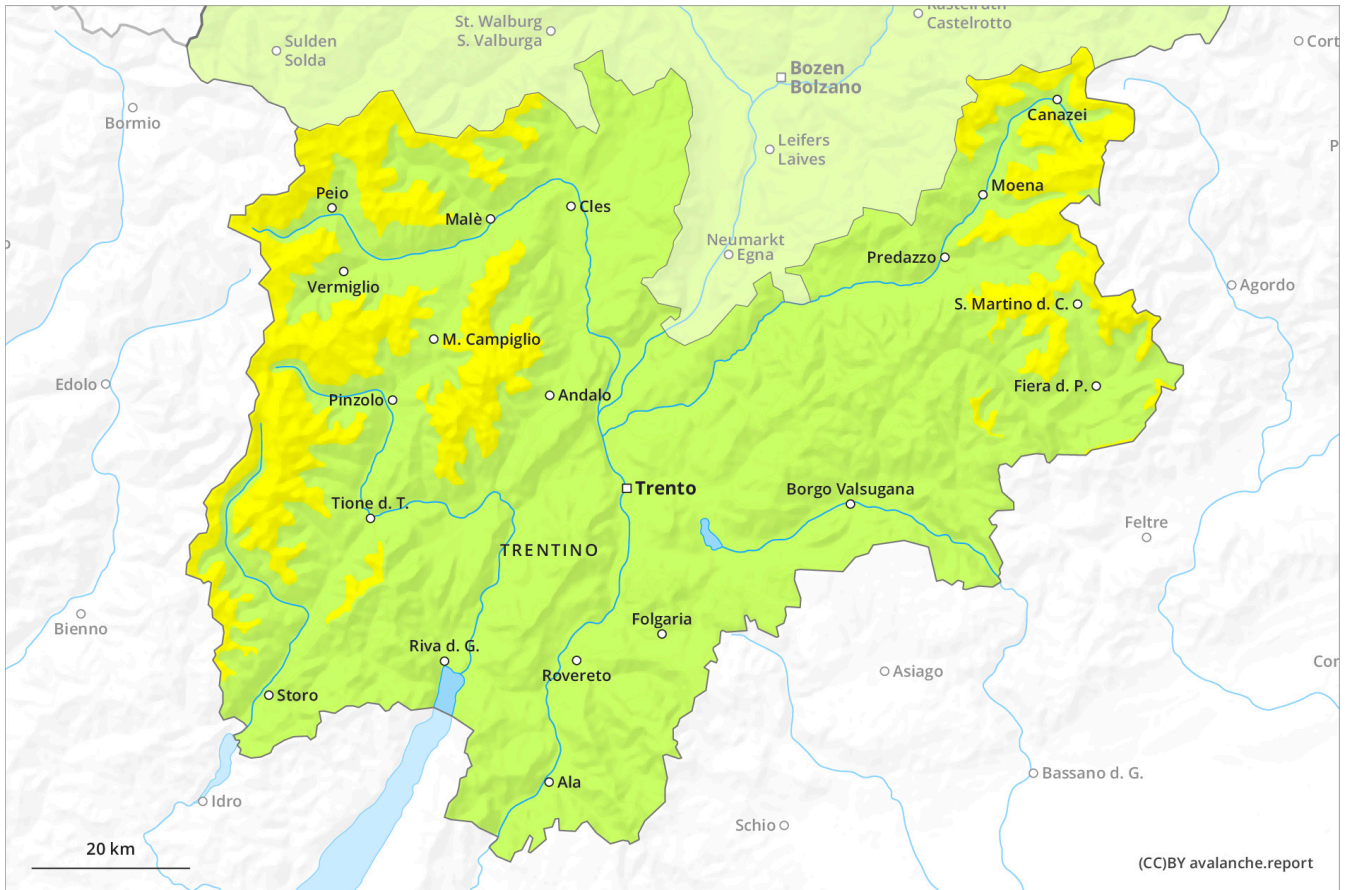 Kastelruth
Castelrotto
St. Walburg
S. Valburga
Sulden
Solda
Cort
Bozen
Bolzano
Bormio
Canazei
Leifers
Laives
Moena
Peio
Malè
Cles
Neumarkt
Egna
Predazzo
Vermiglio
Agordo
S. Martino d. C.
M. Campiglio
Edolo
Pinzolo
Andalo
Fiera d. P.
Trento
Borgo Valsugana
Tione d. T.
Feltre
TRENTINO
Bienno
Folgaria
Riva d. G.
Rovereto
Asiago
Cor
Storo
Idro
Ala
Bassano d. G.
Schio
20 km
(CC)BY avalanche.report